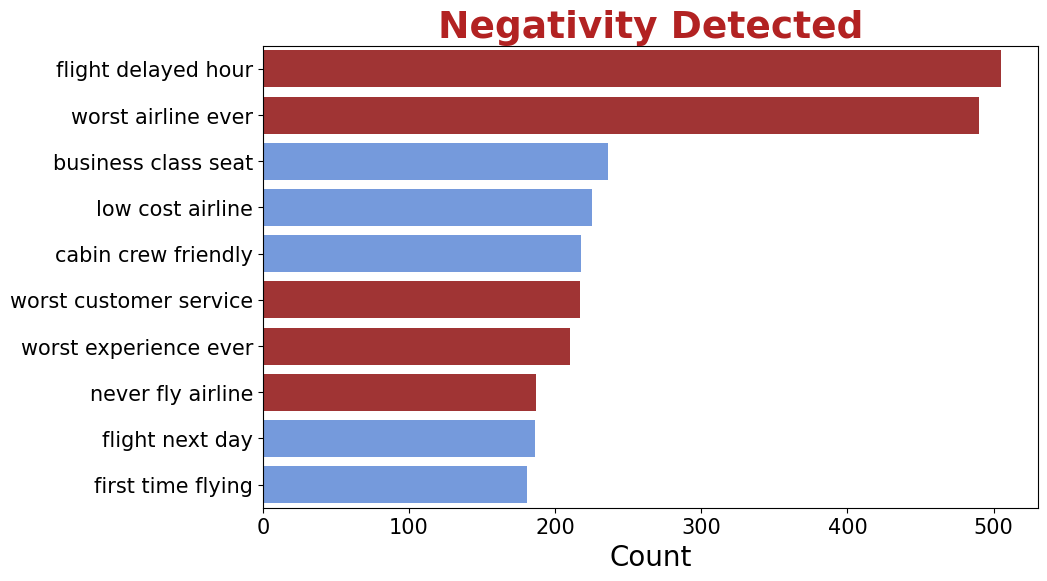 Negativity Detected
flight delayed hour
worst airline ever
business class seat
low cost airline
cabin crew friendly
worst customer service
worst experience ever
never fly airline
flight next day
first time flying
0 100 200 300 400 500
Count